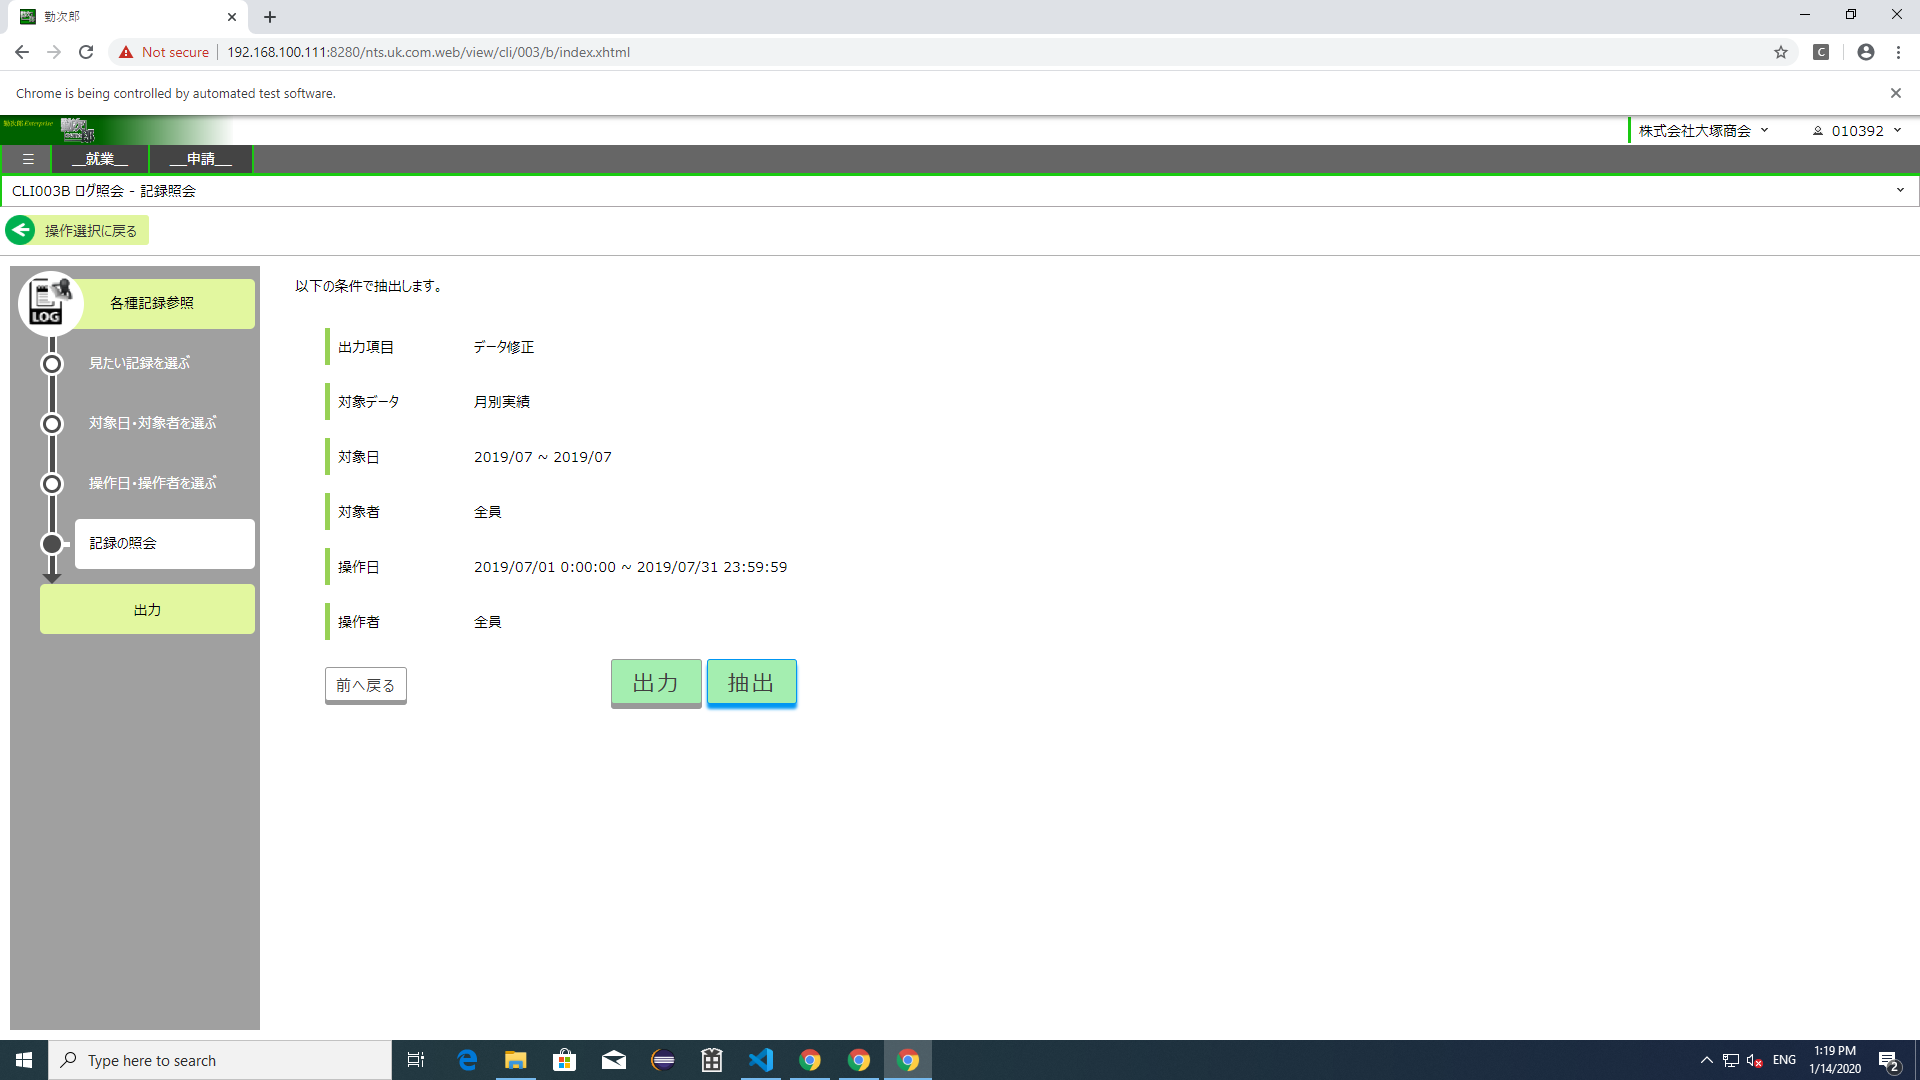 勤次郎
Not secure
192.168.100.111:8280/nts.uk.com.web/view/cli/003/b/index.xhtml
Chrome is being controlled by automated test software.
勤次郎 Enterprise
株式会社大塚商会
010392
__就業__
__申請__
CLI003B ログ照会 - 記録照会
操作選択に戻る
LOG
各種記録参照
見たい記録を選ぶ
対象日・対象者を選ぶ
操作日・操作者を選ぶ
記録の照会
出力
以下の条件で抽出します。
出力項目 データ修正
対象データ 月別実績
対象日 2019/07 ~ 2019/07
対象者 全員
操作日 2019/07/01 0:00:00 ~ 2019/07/31 23:59:59
操作者 全員
前へ戻る
出力
抽出
Type here to search
ENG
1:19 PM
1/14/2020
2